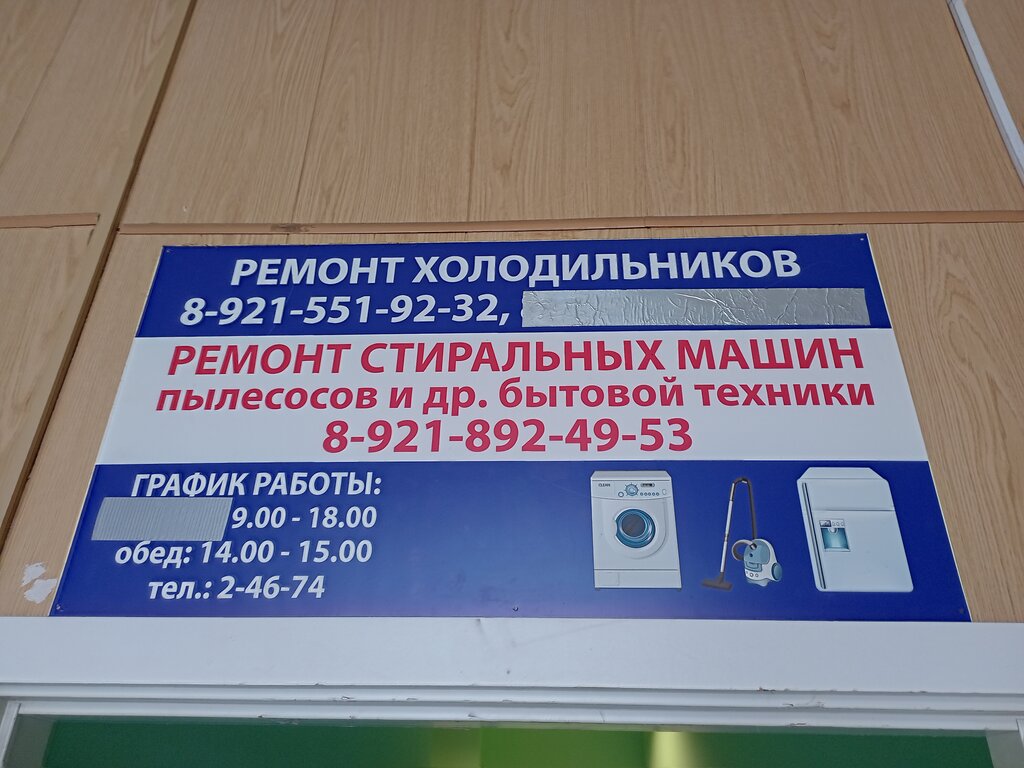 РЕМОНТ ХОЛОДИЛЬНИКОВ
8-921-551-92-32,
РЕМОНТ СТИРАЛЬНЫХ МАШИН
пылесосов и др. бытовой техники
8-921-892-49-53
ГРАФИК РАБОТЫ:
9.00 - 18.00
обед: 14.00 - 15.00
тел.: 2-46-74
CLEAN